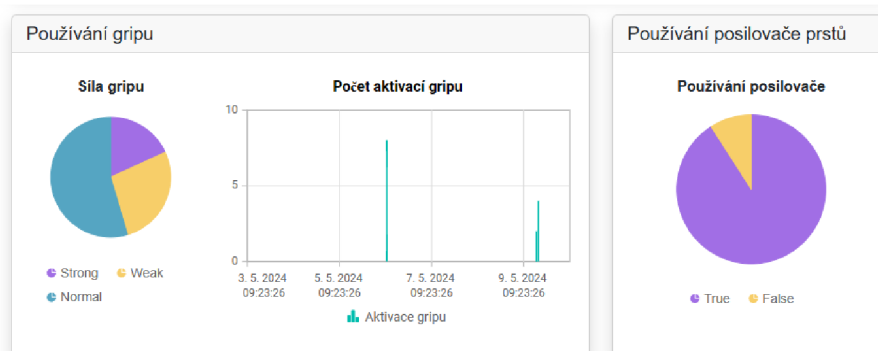 Používání gripu
Síla gripu
Strong
Weak
Normal
Počet aktivací gripu
10
5
0
3. 5. 2024
09:23:26
5. 5. 2024
09:23:26
7. 5. 2024
09:23:26
9. 5. 2024
09:23:26
Aktivace gripu
Používání posilovače prstů
Používání posilovače
True
False